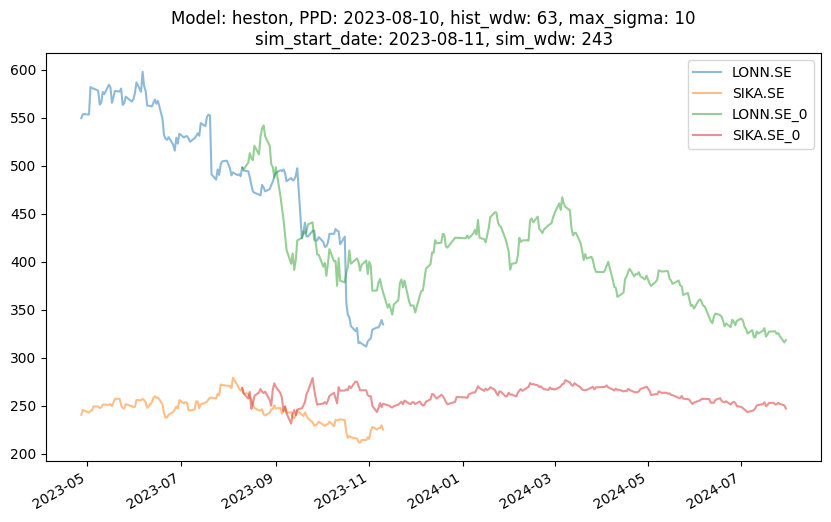 Model: heston, PPD: 2023-08-10, hist_wdw: 63, max_sigma: 10
sim_start_date: 2023-08-11, sim_wdw: 243
LONN.SE
SIKA.SE
LONN.SE_0
SIKA.SE_0
600
550
500
450
400
350
300
250
200
2023-05
2023-07
2023-09
2023-11
2024-01
2024-03
2024-05
2024-07